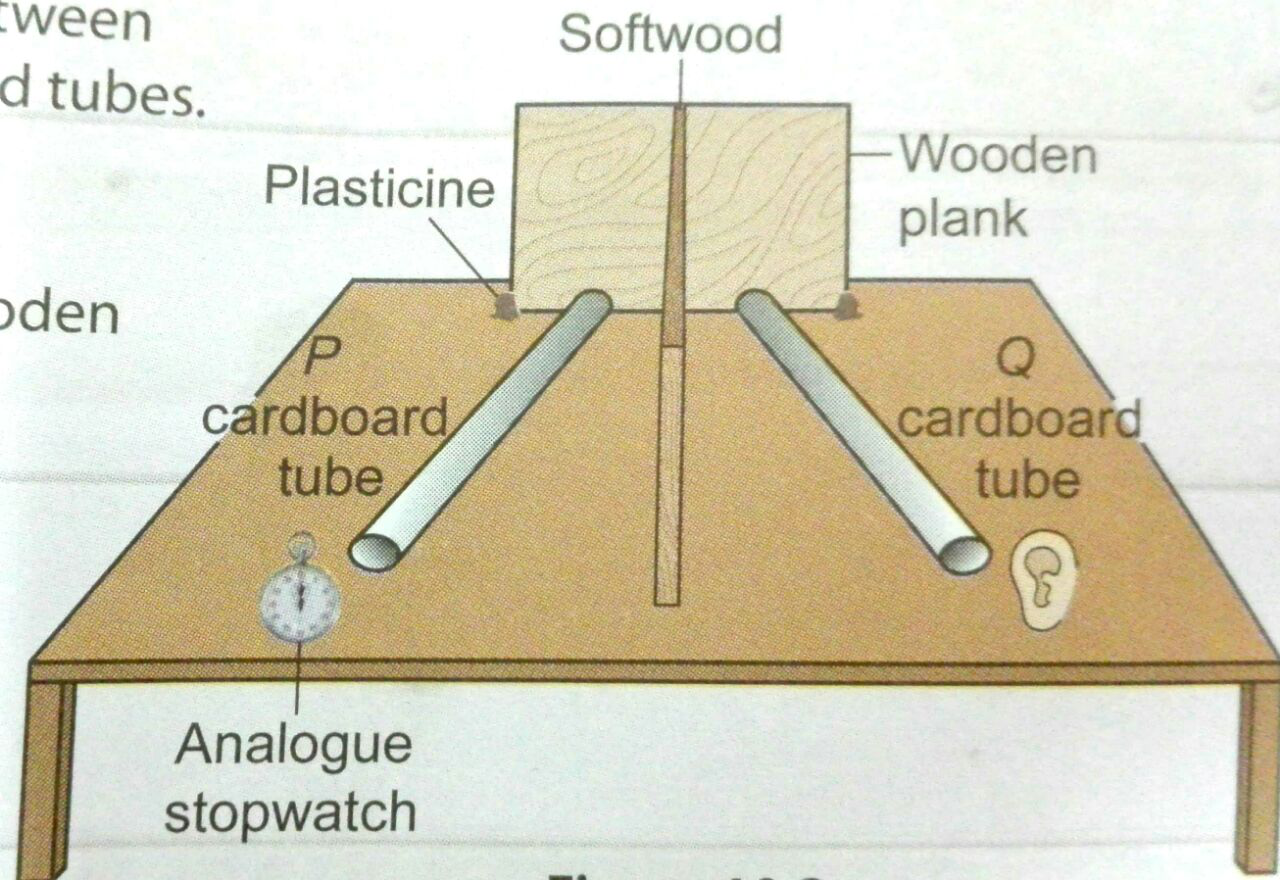 tween
d tubes.
oden
Softwood
Plasticine
Wooden
plank
P
cardboard
tube
Q
cardboard
tube
Analogue
stopwatch